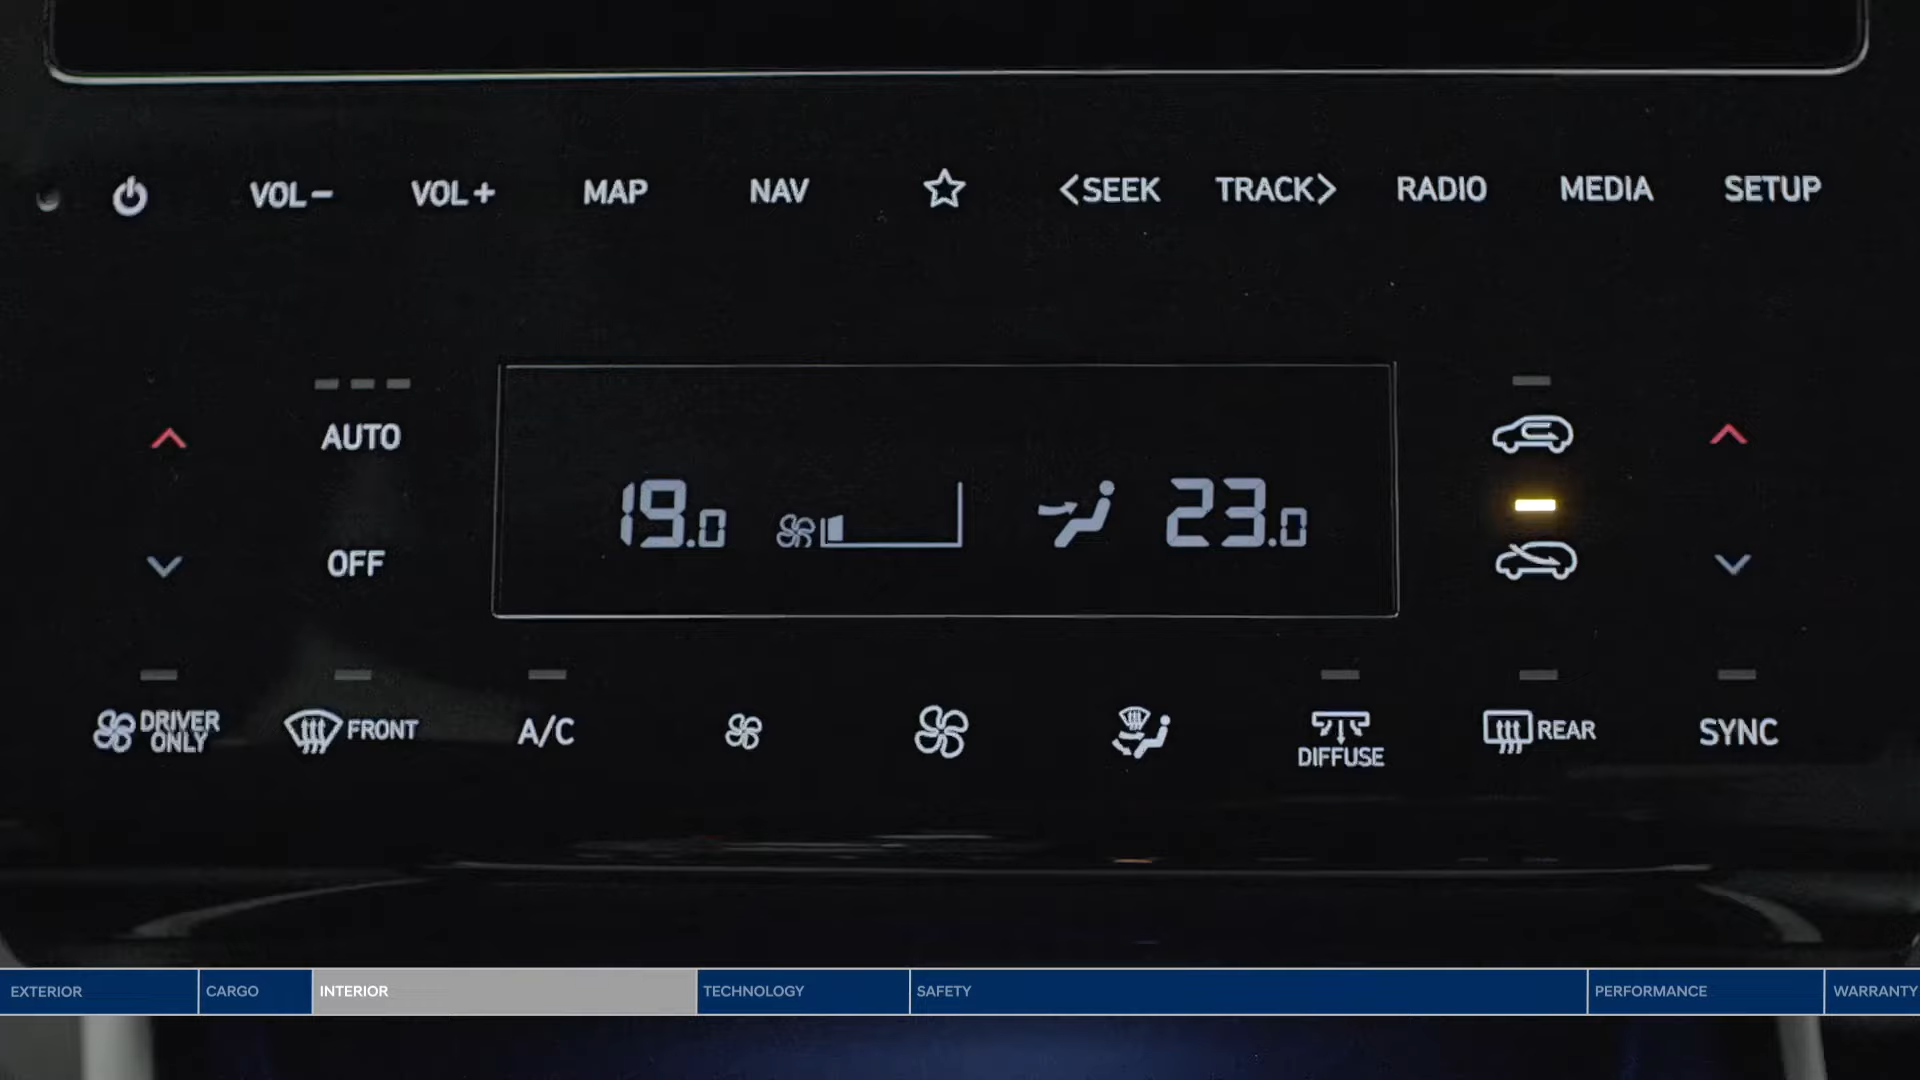 VOL− VOL+ MAP NAV <SEEK TRACK> RADIO MEDIA SETUP
AUTO
19.0 23.0
OFF
DRIVER ONLY FRONT A/C DIFFUSE REAR SYNC
EXTERIOR CARGO INTERIOR TECHNOLOGY SAFETY PERFORMANCE WARRANTY